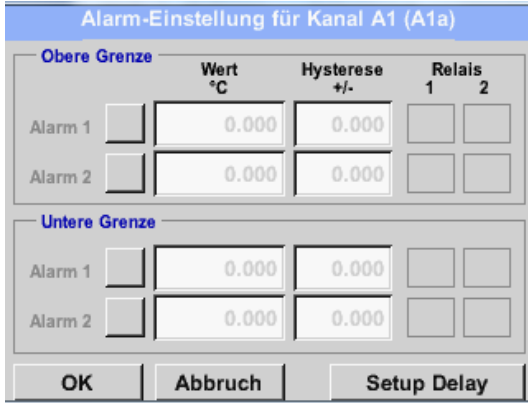 Alarm-Einstellung für Kanal A1 (A1a)
Obere Grenze
Wert °C Hysterese +/- Relais 1 2
Alarm 1 0.000 0.000
Alarm 2 0.000 0.000
Untere Grenze
Alarm 1 0.000 0.000
Alarm 2 0.000 0.000
OK Abbruch Setup Delay